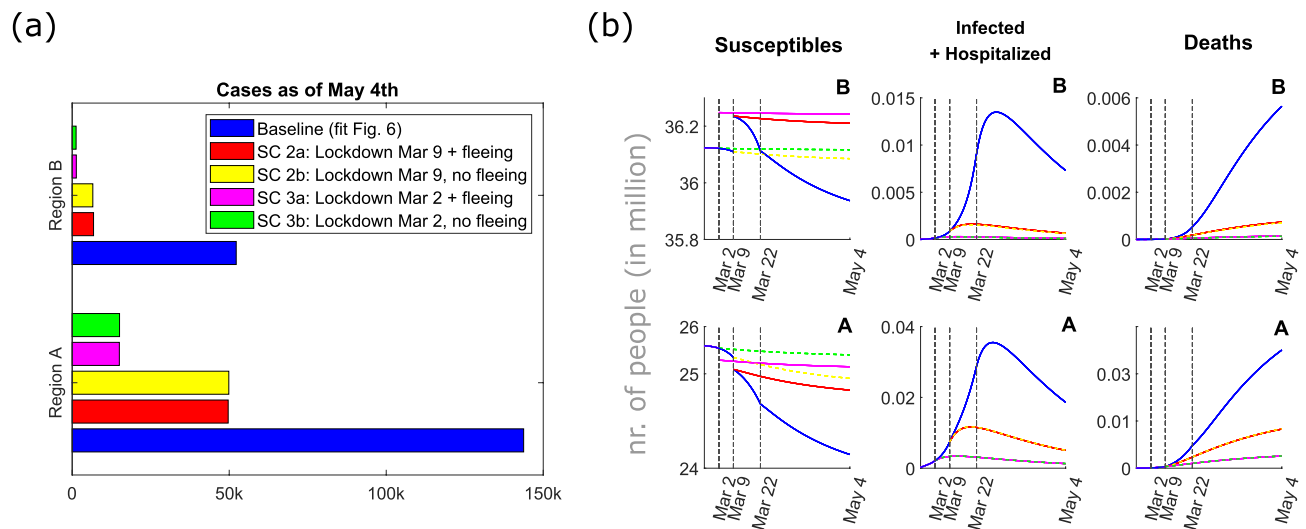 (a)
Cases as of May 4th
Baseline (fit Fig. 6)
SC 2a: Lockdown Mar 9 + fleeing
SC 2b: Lockdown Mar 9, no fleeing
SC 3a: Lockdown Mar 2 + fleeing
SC 3b: Lockdown Mar 2, no fleeing
Region B
Region A
0
50k
100k
150k
(b)
nr. of people (in million)
Susceptibles
B
36.2
36
35.8
Mar 2
Mar 9
Mar 22
May 4
Infected
+ Hospitalized
B
0.015
0.01
0.005
0
Mar 2
Mar 9
Mar 22
May 4
Deaths
B
0.006
0.004
0.002
0
Mar 2
Mar 9
Mar 22
May 4
A
26
25
24
Mar 2
Mar 9
Mar 22
May 4
A
0.04
0.02
0
Mar 2
Mar 9
Mar 22
May 4
A
0.03
0.01
0
Mar 2
Mar 9
Mar 22
May 4